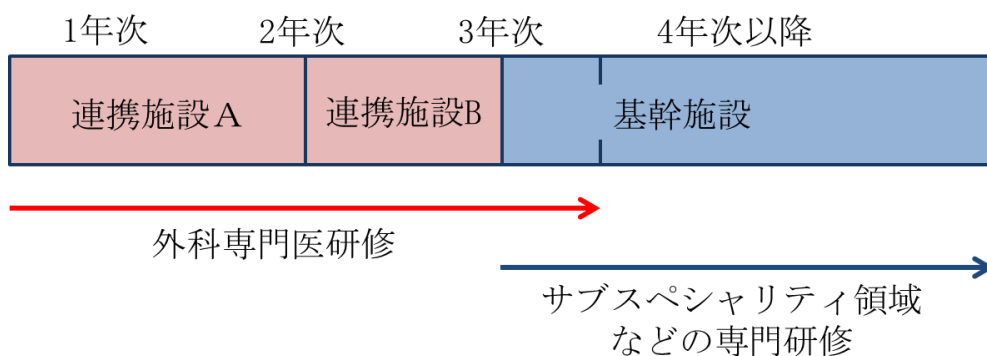 1年次 2年次 3年次 4年次以降
連携施設A 連携施設B 基幹施設
外科専門医研修
サブスペシャリティ領域
などの専門研修